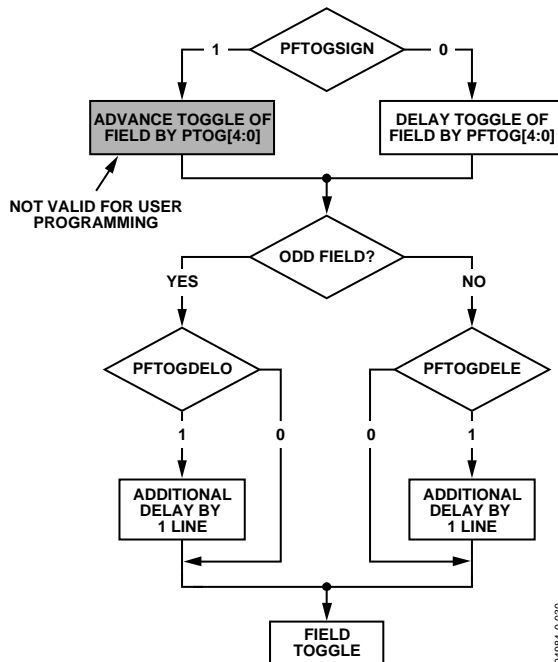 PFTOGSIGN
1
0
ADVANCE TOGGLE OF
FIELD BY PTOG[4:0]
DELAY TOGGLE OF
FIELD BY PFTOG[4:0]
NOT VALID FOR USER
PROGRAMMING
ODD FIELD?
YES
NO
PFTOGDELO
PFTOGDELE
1
0
0
1
ADDITIONAL
DELAY BY
1 LINE
ADDITIONAL
DELAY BY
1 LINE
FIELD
TOGGLE